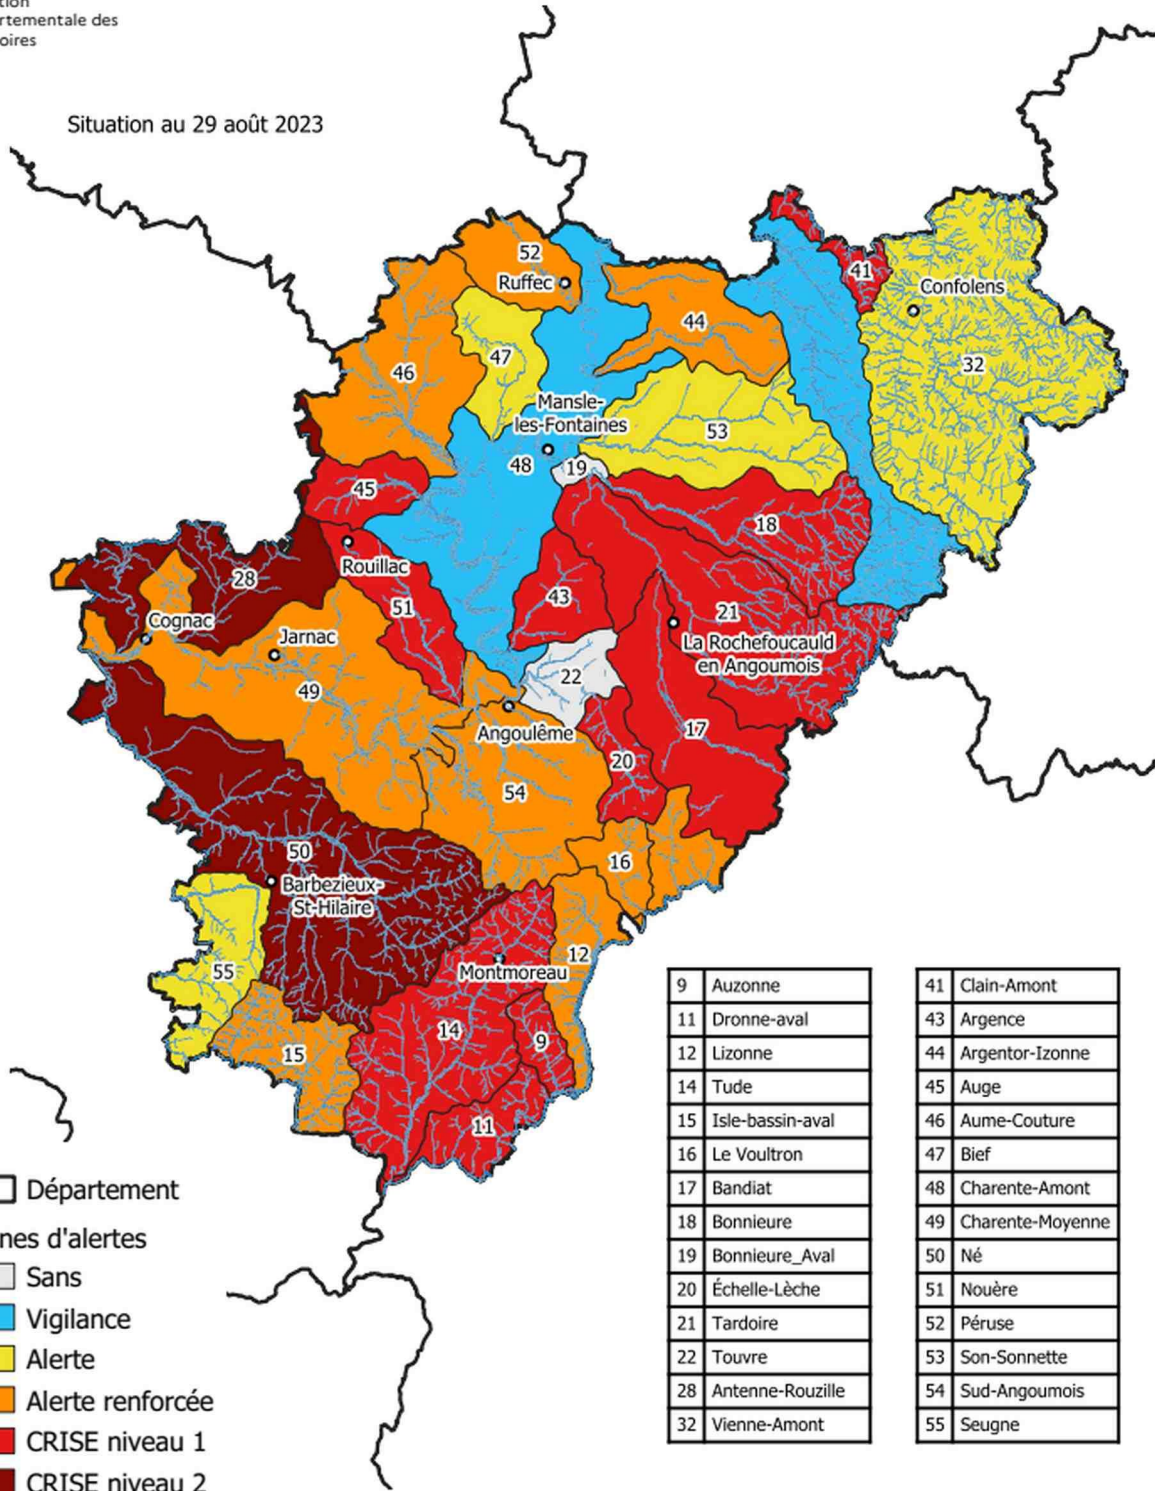 rtementale des
oires
Situation au 29 août 2023
52
Ruffec
41
Confolens
44
47
46
32
Mansle-
les-Fontaines
53
48
19
45
18
Rouillac
28
43
51
21
Cognac
Jarnac
La Rochefoucauld
en Angoumois
22
49
17
Angoulême
20
54
50
16
Barbezieux-
St-Hilaire
12
55
Montmoreau
14
9
15
11
9 Auzonne
11 Dronne-aval
12 Lizonne
14 Tude
15 Isle-bassin-aval
16 Le Voultron
17 Bandiat
18 Bonnieure
19 Bonnieure_Aval
20 Échelle-Lèche
21 Tardoire
22 Touvre
28 Antenne-Rouzille
32 Vienne-Amont
41 Clain-Amont
43 Argence
44 Argentor-Izonne
45 Auge
46 Aume-Couture
47 Bief
48 Charente-Amont
49 Charente-Moyenne
50 Né
51 Nouère
52 Péruse
53 Son-Sonnette
54 Sud-Angoumois
55 Seugne
Département
nes d'alertes
Sans
Vigilance
Alerte
Alerte renforcée
CRISE niveau 1
CRISE niveau 2